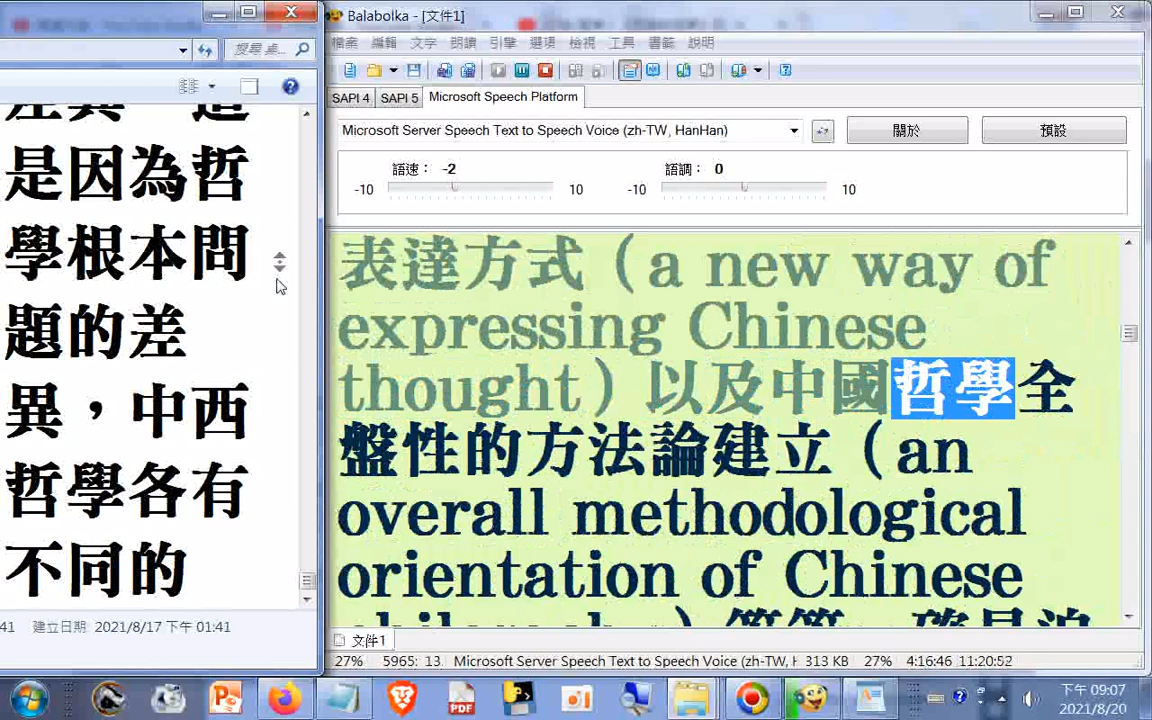 搜尋 桌...
是因為哲
學根本問
題的差
異，中西
哲學各有
不同的
41 建立日期: 2021/8/17 下午 01:41
Balabolka - [文件1]
檔案 編輯 文字 朗讀 引擎 選項 檢視 工具 書籤 說明
SAPI 4 SAPI 5 Microsoft Speech Platform
Microsoft Server Speech Text to Speech Voice (zh-TW, HanHan) 關於 預設
語速： -2 語調： 0
-10 10 -10 10
表達方式（a new way of
expressing Chinese
thought）以及中國哲學全
盤性的方法論建立（an
overall methodological
orientation of Chinese
文件1
27% 5965: 13. Microsoft Server Speech Text to Speech Voice (zh-TW, H 313 KB 27% 4:16:46 11:20:52
下午 09:07
2021/8/20